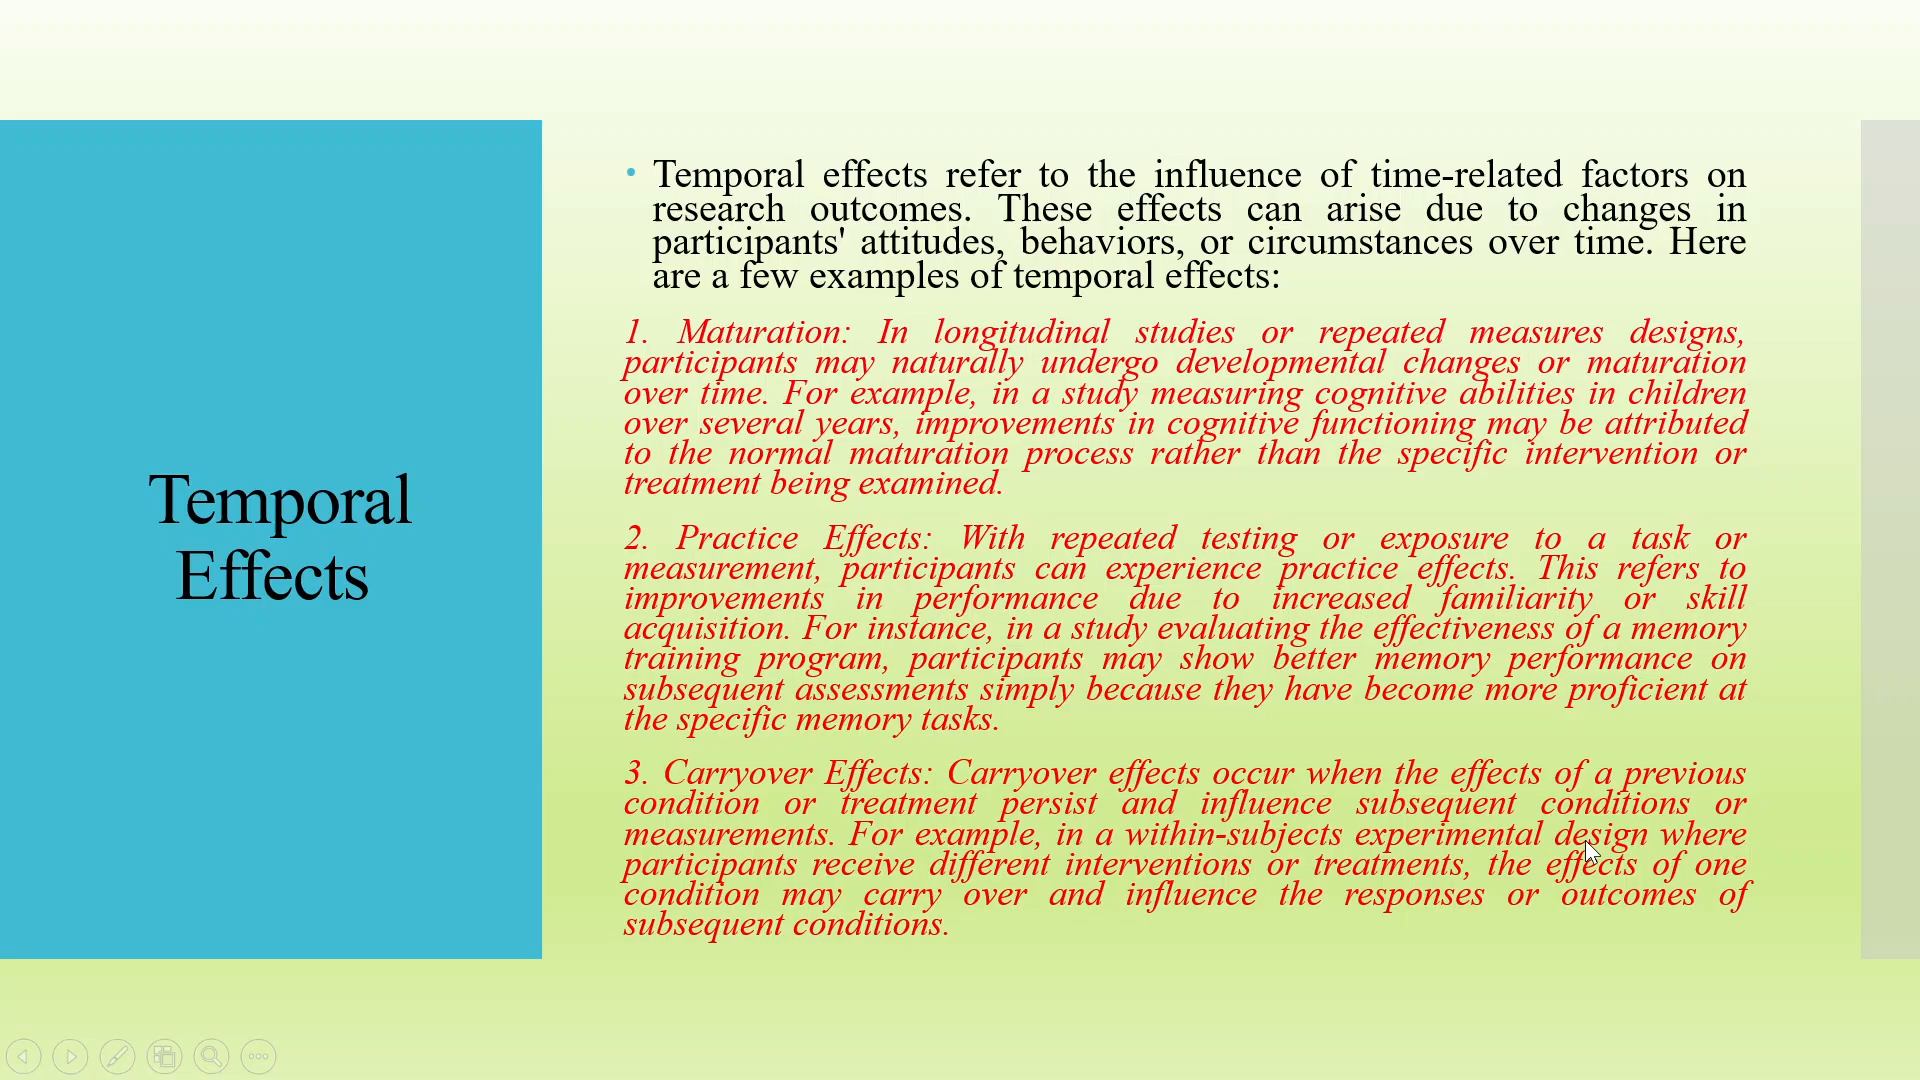 Temporal
Effects
• Temporal effects refer to the influence of time-related factors on
research outcomes. These effects can arise due to changes in
participants' attitudes, behaviors, or circumstances over time. Here
are a few examples of temporal effects:
1. Maturation: In longitudinal studies or repeated measures designs,
participants may naturally undergo developmental changes or maturation
over time. For example, in a study measuring cognitive abilities in children
over several years, improvements in cognitive functioning may be attributed
to the normal maturation process rather than the specific intervention or
treatment being examined.
2. Practice Effects: With repeated testing or exposure to a task or
measurement, participants can experience practice effects. This refers to
improvements in performance due to increased familiarity or skill
acquisition. For instance, in a study evaluating the effectiveness of a memory
training program, participants may show better memory performance on
subsequent assessments simply because they have become more proficient at
the specific memory tasks.
3. Carryover Effects: Carryover effects occur when the effects of a previous
condition or treatment persist and influence subsequent conditions or
measurements. For example, in a within-subjects experimental design where
participants receive different interventions or treatments, the effects of one
condition may carry over and influence the responses or outcomes of
subsequent conditions.